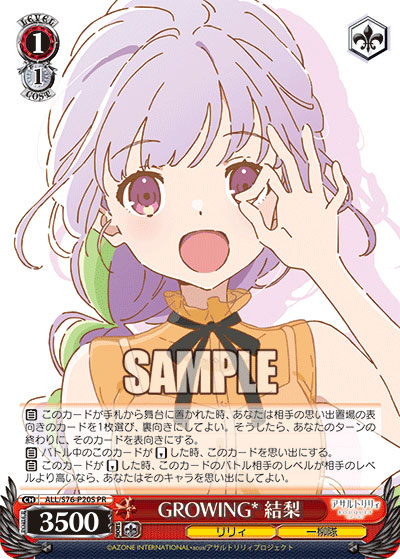 LEVEL
1
1
COST
SAMPLE
自 このカードが手札から舞台に置かれた時、あなたは相手の思い出置場の表
向きのカードを1枚選び、裏向きにしてよい。そうしたら、あなたのターンの
終わりに、そのカードを表向きにする。
自 バトル中のこのカードが【】した時、このカードを思い出にする。
自 このカードが【】した時、このカードのバトル相手のレベルが相手のレベ
ルより高いなら、あなたはそのキャラを思い出にしてよい。
CH ALL/S76-P20S PR
3500
GROWING* 結梨
アサルトリリィ
BOUQUET
リリィ
一柳隊
©AZONE INTERNATIONAL・acus/アサルトリリィプロジェクト